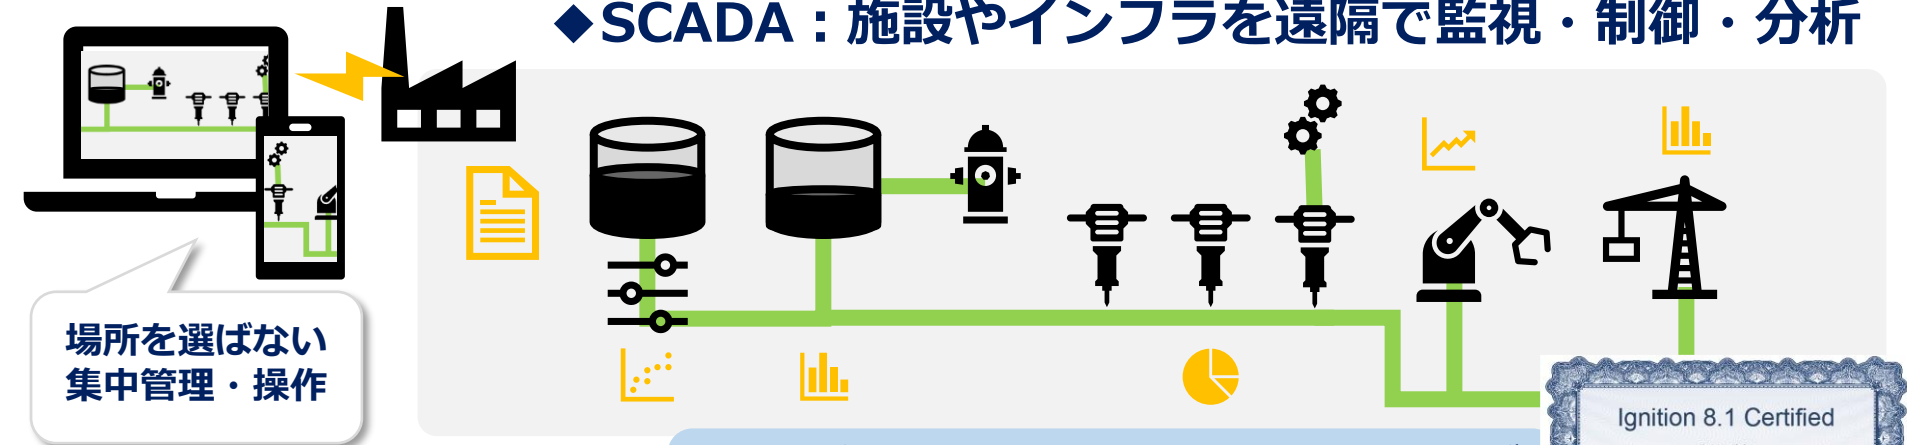 ◆SCADA：施設やインフラを遠隔で監視・制御・分析
場所を選ばない
集中管理・操作
Ignition 8.1 Certified